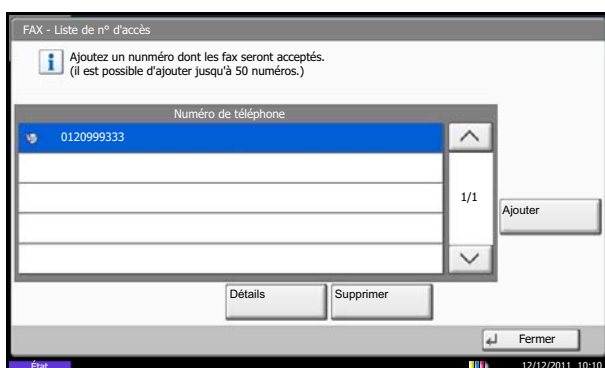 FAX - Liste de n° d'accès
Ajoutez un nunméro dont les fax seront acceptés.
(il est possible d'ajouter jusqu'à 50 numéros.)
Numéro de téléphone
0120999333
1/1
Ajouter
Détails
Supprimer
Fermer
État
12/12/2011 10:10